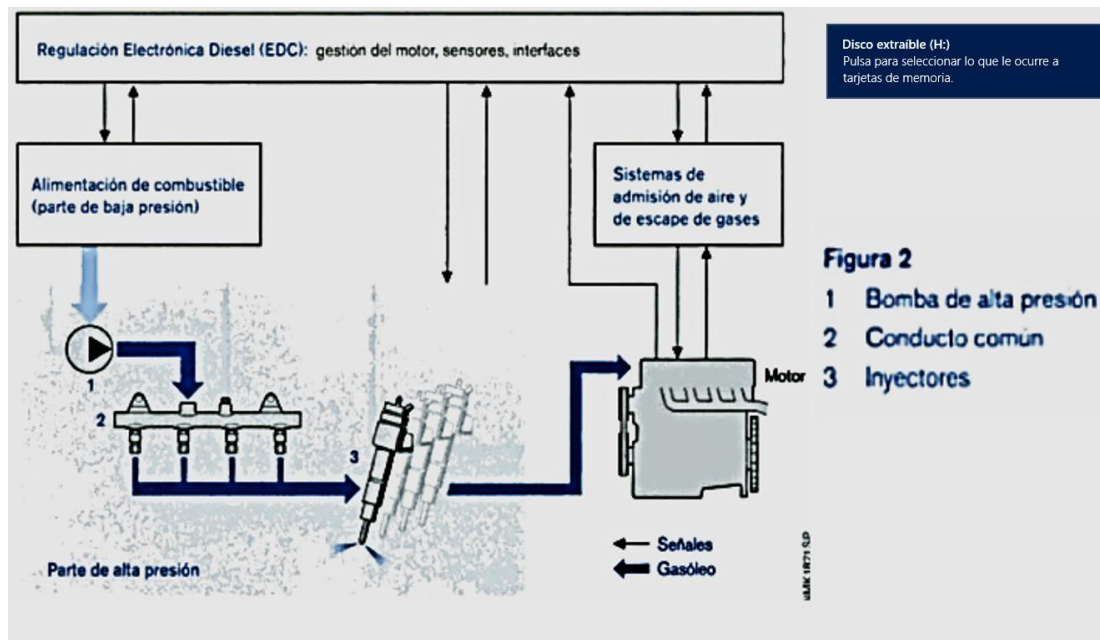 Regulación Electrónica Diesel (EDC): gestión del motor, sensores, interfaces
Disco extraíble (H:)
Pulsa para seleccionar lo que le ocurre a
tarjetas de memoria.
Alimentación de combustible
(parte de baja presión)
Sistemas de
admisión de aire y
de escape de gases
Figura 2
1 Bomba de alta presión
2 Conducto común
3 Inyectores
1
2
3
Motor
Señales
Gasóleo
Parte de alta presión